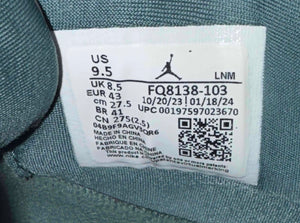 US
9.5
LNM
UK 8.5
EUR 43
cm 27.5
BR 41
CN 275(2.5)
FQ8138-103
10/20/23 | 01/18/24
UPC 00197597023670
MADE IN CHINA
FABRIQUE EN CHINE
HECHO EN CHINA